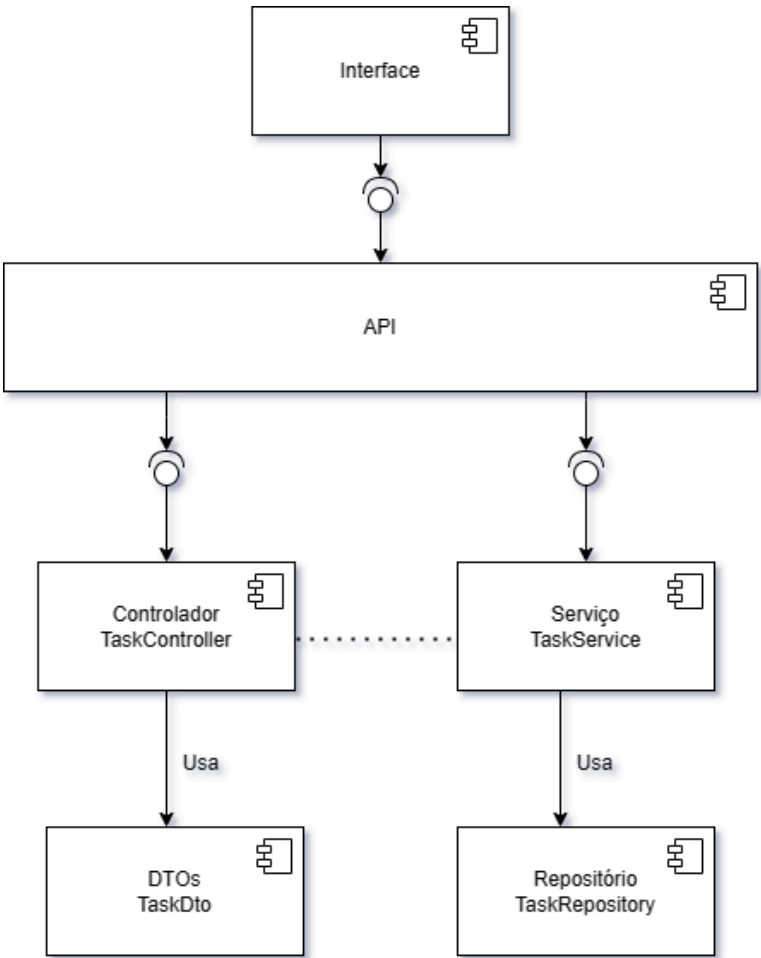 Interface
API
Controlador
TaskController
Serviço
TaskService
Usa
Usa
DTOs
TaskDto
Repositório
TaskRepository